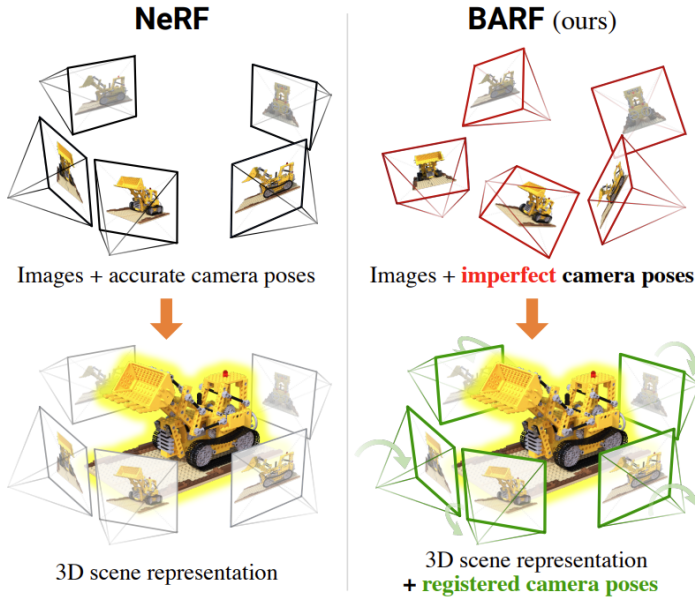 NeRF
Images + accurate camera poses
3D scene representation
BARF (ours)
Images + imperfect camera poses
3D scene representation
+ registered camera poses